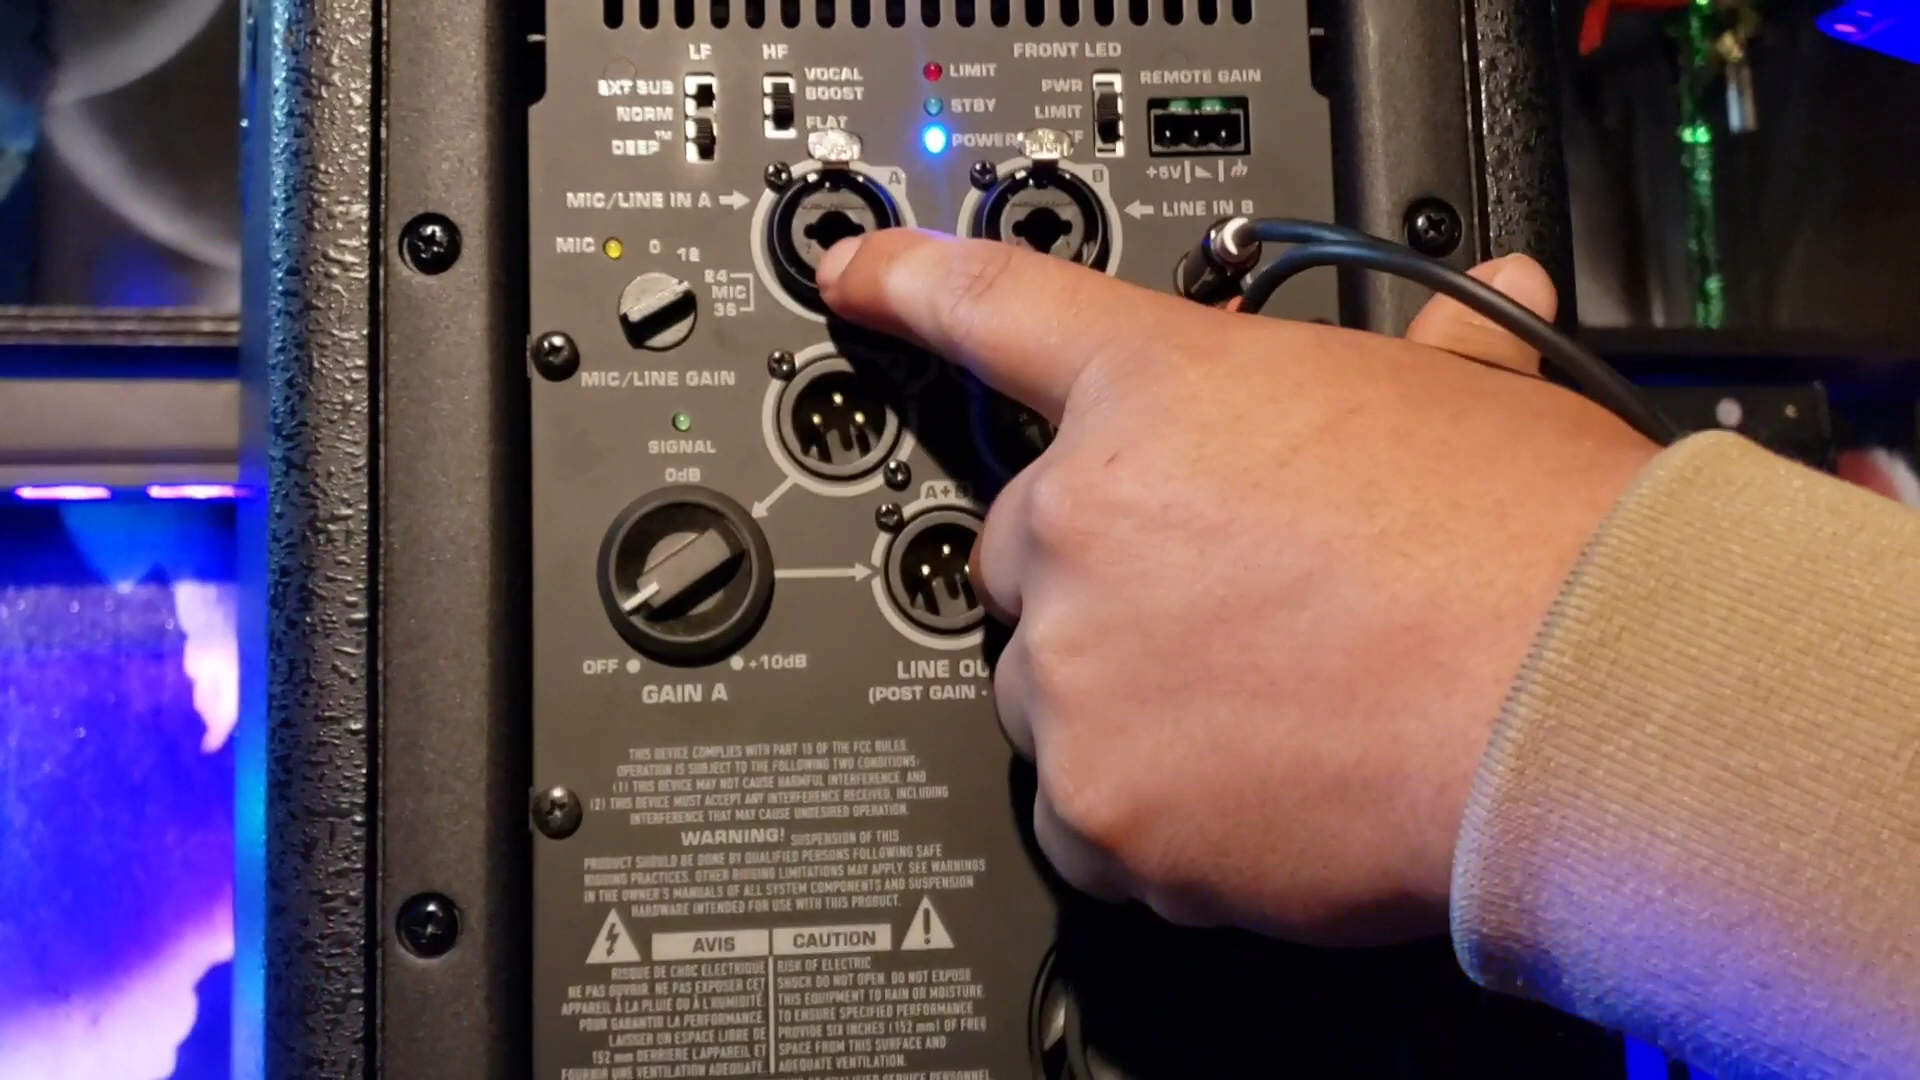 LF
HF
FRONT LED
EXT SUB
NORM
DEEP™
VOCAL
BOOST
FLAT
LIMIT
STBY
POWER
PWR
LIMIT
FF
REMOTE GAIN
+5V
MIC/LINE IN A
A
B
LINE IN B
MIC
0
12
24
MIC
36
MIC/LINE GAIN
SIGNAL
0dB
OFF
+10dB
GAIN A
A+B
LINE OU
(POST GAIN -
THIS DEVICE COMPLIES WITH PART 15 OF THE FCC RULES.
OPERATION IS SUBJECT TO THE FOLLOWING TWO CONDITIONS:
(1) THIS DEVICE MAY NOT CAUSE HARMFUL INTERFERENCE, AND
(2) THIS DEVICE MUST ACCEPT ANY INTERFERENCE RECEIVED, INCLUDING
INTERFERENCE THAT MAY CAUSE UNDESIRED OPERATION.
WARNING! SUSPENSION OF THIS
PRODUCT SHOULD BE DONE BY QUALIFIED PERSONS FOLLOWING SAFE
RIGGING PRACTICES. OTHER RIGGING LIMITATIONS MAY APPLY. SEE WARNINGS
IN THE OWNER'S MANUALS OF ALL SYSTEM COMPONENTS AND SUSPENSION
HARDWARE INTENDED FOR USE WITH THIS PRODUCT.
AVIS
RISQUE DE CHOC ELECTRIQUE
NE PAS OUVRIR. NE PAS EXPOSER CET
APPAREIL À LA PLUIE OU À L'HUMIDITÉ.
POUR GARANTIR LA PERFORMANCE,
LAISSER UN ESPACE LIBRE DE
152 mm DERRIERE L'APPAREIL ET
FOURNIR UNE VENTILATION ADEQUATE.
CAUTION
RISK OF ELECTRIC
SHOCK DO NOT OPEN. DO NOT EXPOSE
THIS EQUIPMENT TO RAIN OR MOISTURE.
TO ENSURE SPECIFIED PERFORMANCE
PROVIDE SIX INCHES (152 mm) OF FREE
SPACE FROM THIS SURFACE AND
ADEQUATE VENTILATION.